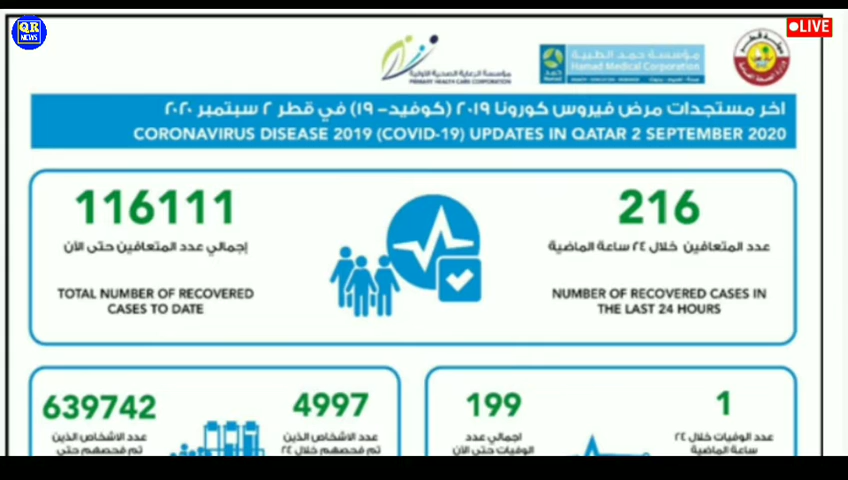 QR
NEWS
LIVE
مؤسسة الرعاية الصحية الأولية
PRIMARY HEALTH CARE CORPORATION
مؤسسة حمد الطبية
Hamad Medical Corporation
اخر مستجدات مرض فيروس كورونا ٢٠١٩ (كوفيد- ١٩) في قطر ٢ سبتمبر ٢٠٢٠
CORONAVIRUS DISEASE 2019 (COVID-19) UPDATES IN QATAR 2 SEPTEMBER 2020
116111
إجمالي عدد المتعافين حتى الآن
TOTAL NUMBER OF RECOVERED
CASES TO DATE
216
عدد المتعافين خلال ٢٤ ساعة الماضية
NUMBER OF RECOVERED CASES IN
THE LAST 24 HOURS
639742
عدد الاشخاص الذين
تم فحصهم حتى
4997
عدد الاشخاص الذين
تم فحصهم خلال ٢٤
199
اجمالي عدد
الوفيات حتى الآن
1
عدد الوفيات خلال ٢٤
ساعة الماضية